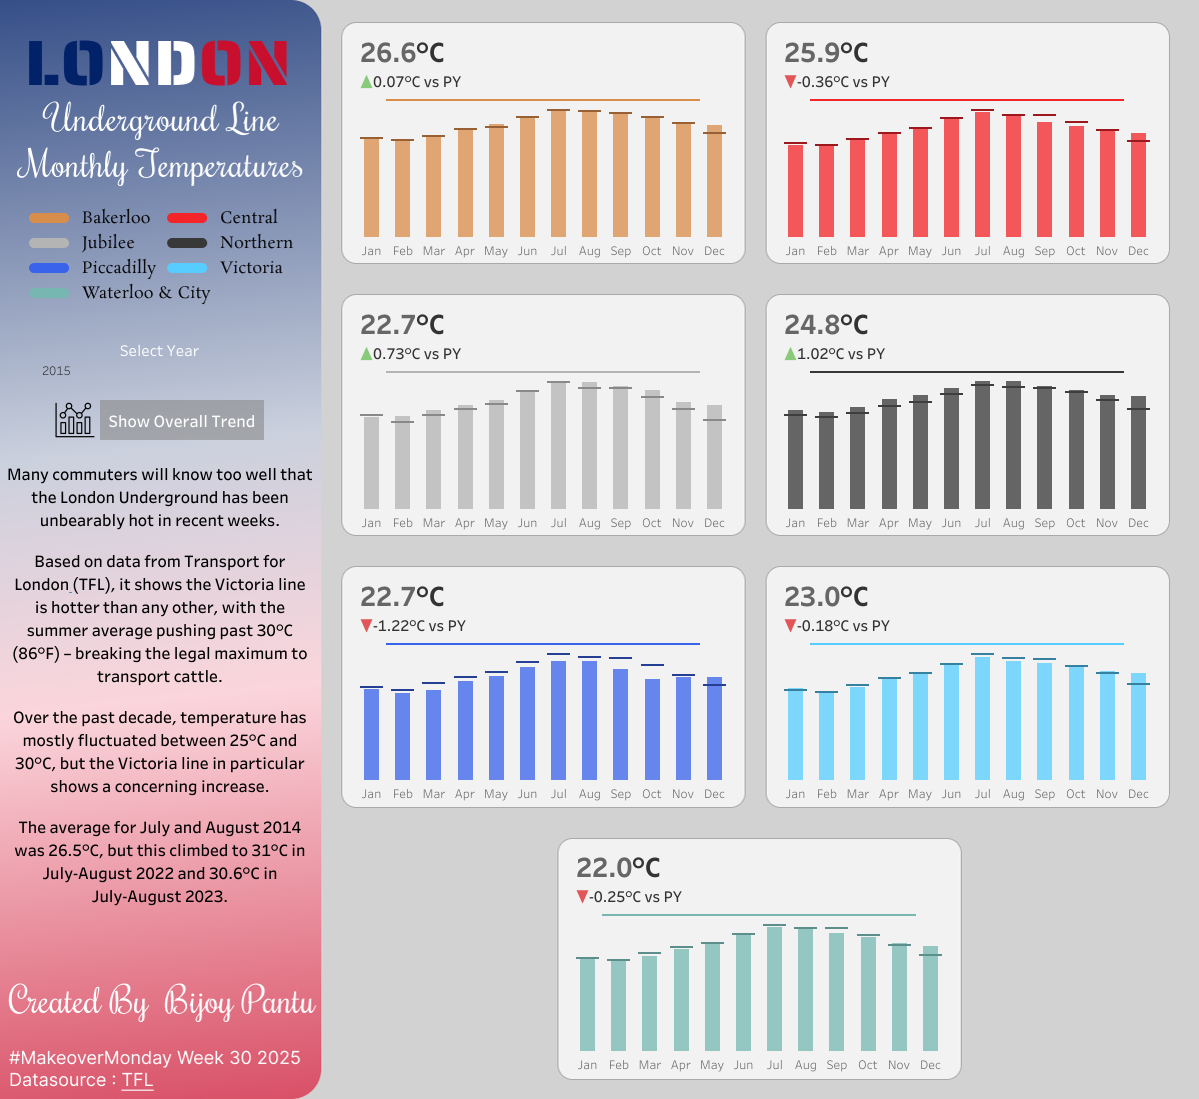 LONDON
Underground Line
Monthly Temperatures
Bakerloo Central
Jubilee Northern
Piccadilly Victoria
Waterloo & City
Select Year
2015
Show Overall Trend
Many commuters will know too well that
the London Underground has been
unbearably hot in recent weeks.
Based on data from Transport for
London (TFL), it shows the Victoria line
is hotter than any other, with the
summer average pushing past 30°C
(86°F) – breaking the legal maximum to
transport cattle.
Over the past decade, temperature has
mostly fluctuated between 25°C and
30°C, but the Victoria line in particular
shows a concerning increase.
The average for July and August 2014
was 26.5°C, but this climbed to 31°C in
July-August 2022 and 30.6°C in
July-August 2023.
Created By Bijoy Pantu
#MakeoverMonday Week 30 2025
Datasource : TFL
26.6°C
▲0.07°C vs PY
Jan Feb Mar Apr May Jun Jul Aug Sep Oct Nov Dec
25.9°C
▼-0.36°C vs PY
Jan Feb Mar Apr May Jun Jul Aug Sep Oct Nov Dec
22.7°C
▲0.73°C vs PY
Jan Feb Mar Apr May Jun Jul Aug Sep Oct Nov Dec
24.8°C
▲1.02°C vs PY
Jan Feb Mar Apr May Jun Jul Aug Sep Oct Nov Dec
22.7°C
▼-1.22°C vs PY
Jan Feb Mar Apr May Jun Jul Aug Sep Oct Nov Dec
23.0°C
▼-0.18°C vs PY
Jan Feb Mar Apr May Jun Jul Aug Sep Oct Nov Dec
22.0°C
▼-0.25°C vs PY
Jan Feb Mar Apr May Jun Jul Aug Sep Oct Nov Dec